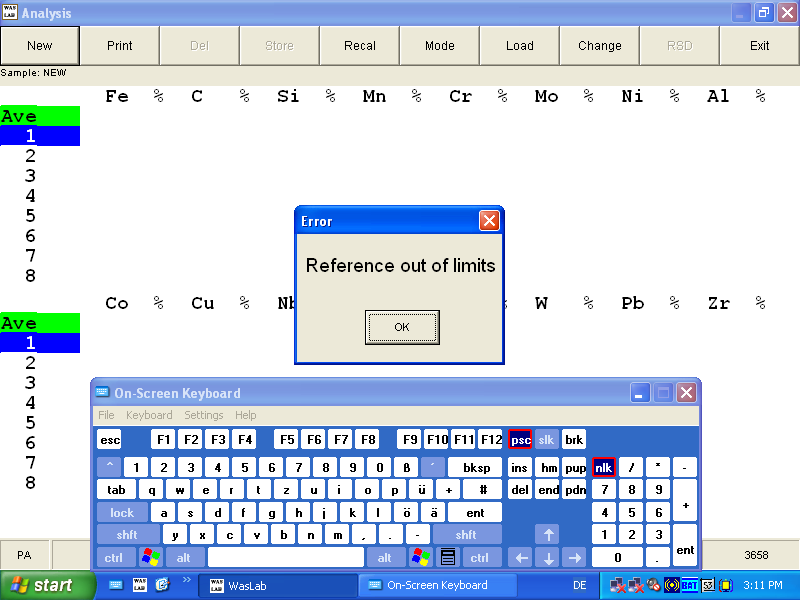 WAS LAB Analysis
New Print Del Store Recal Mode Load Change RSD Exit
Sample: NEW
Fe % C % Si % Mn % Cr % Mo % Ni % Al %
Ave
1
2
3
4
5
6
7
8
Error
Reference out of limits
OK
Co % Cu % Nb % W % Pb % Zr %
Ave
1
2
3
4
5
6
7
8
On-Screen Keyboard
File Keyboard Settings Help
esc F1 F2 F3 F4 F5 F6 F7 F8 F9 F10 F11 F12 psc slk brk
^ 1 2 3 4 5 6 7 8 9 0 ß ´ bksp ins hm pup nlk / * -
tab q w e r t z u i o p ü + # del end pdn 7 8 9 +
lock a s d f g h j k l ö ä ent 4 5 6
shft y x c v b n m , . - shft ↑ 1 2 3 ent
ctrl alt alt ctrl ← ↓ → 0 .
PA 3658
start WAS LAB » WAS LAB WasLab On-Screen Keyboard DE BAT 3:11 PM